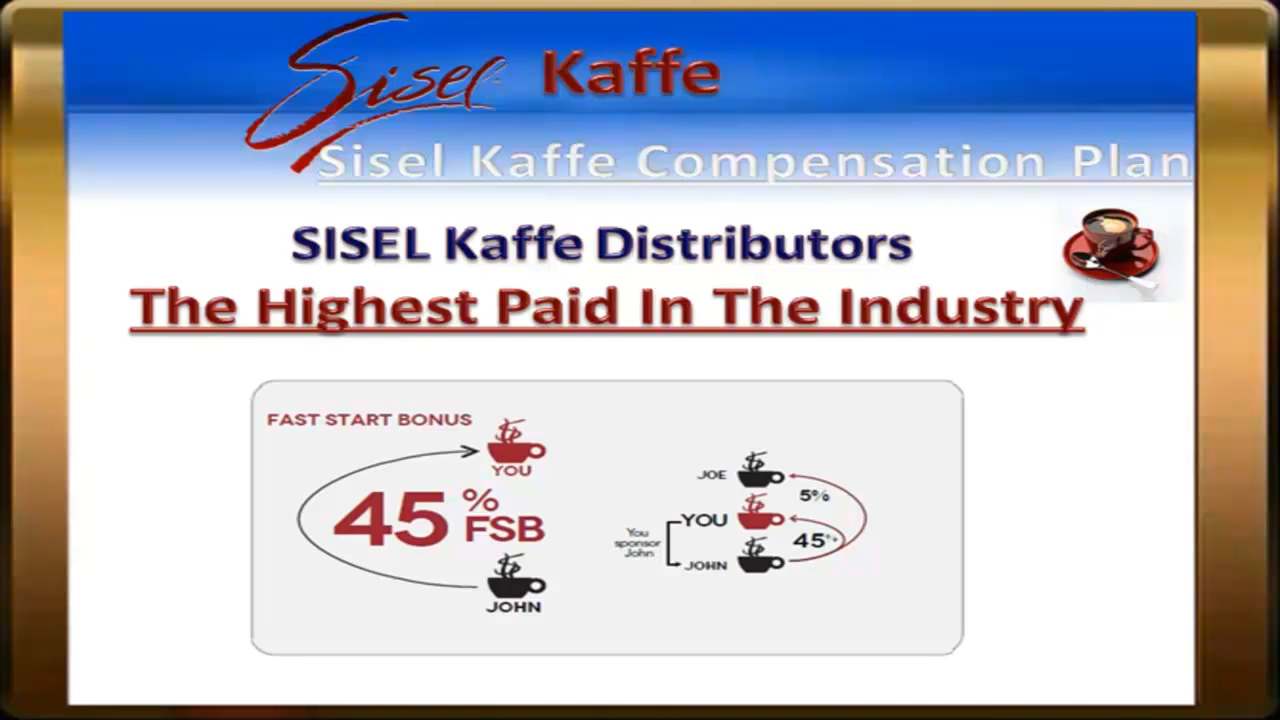 Sisel Kaffe
Sisel Kaffe Compensation Plan
SISEL Kaffe Distributors
The Highest Paid In The Industry
FAST START BONUS
YOU
45%
FSB
JOHN
JOE
5%
YOU
You
sponsor
John
45%
JOHN